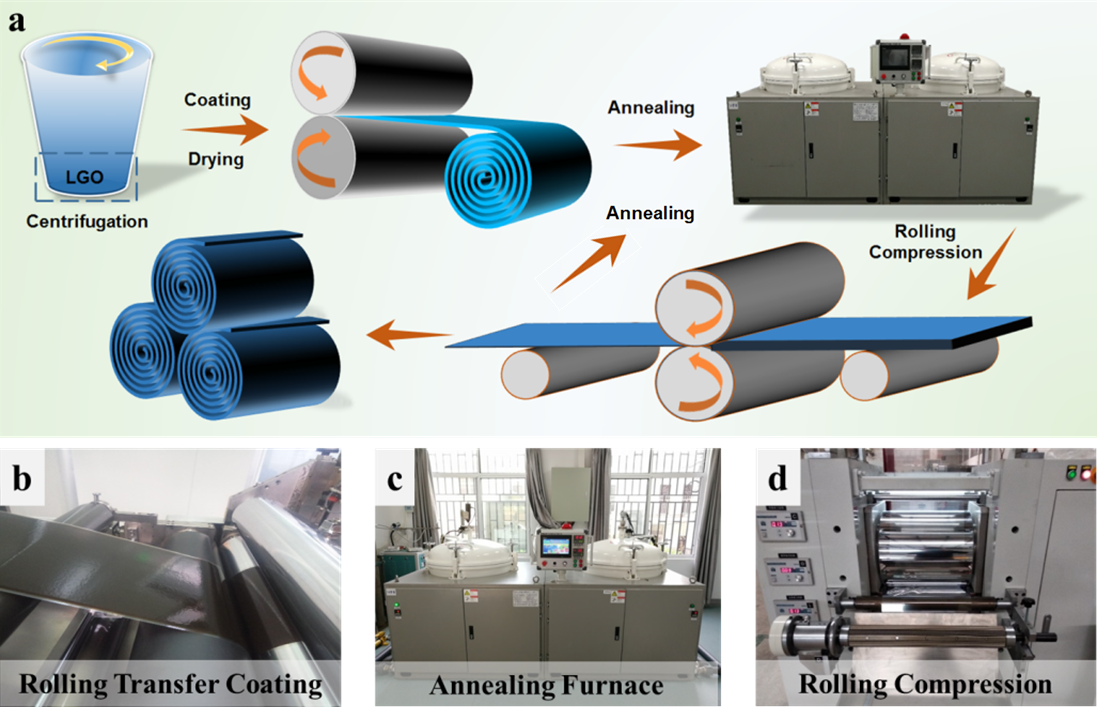 a
LGO
Centrifugation
Coating
Drying
Annealing
Annealing
Rolling
Compression
b
Rolling Transfer Coating
c
Annealing Furnace
d
Rolling Compression